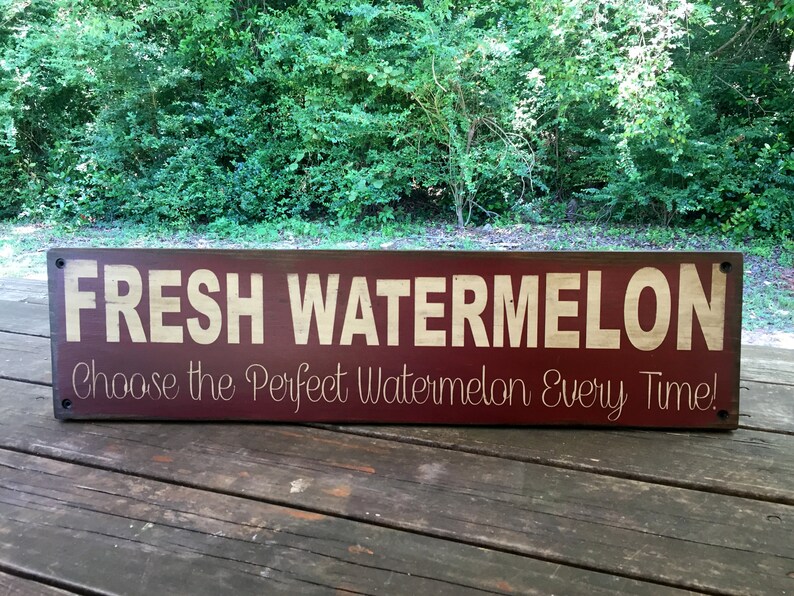 FRESH WATERMELON
Choose the Perfect Watermelon Every Time!